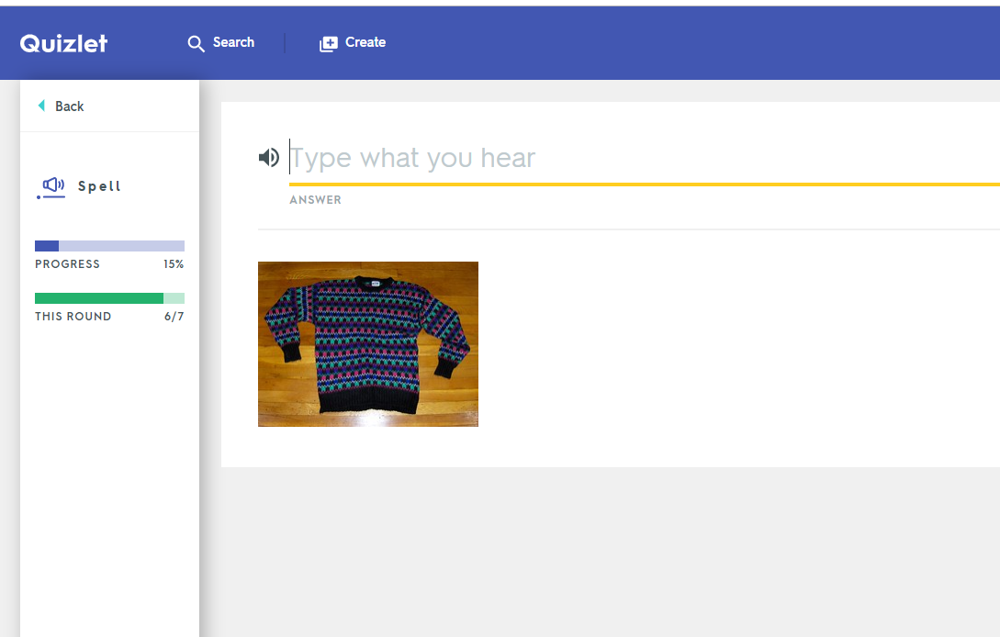 Quizlet
Search
Create
Back
Spell
PROGRESS 15%
THIS ROUND 6/7
Type what you hear
ANSWER